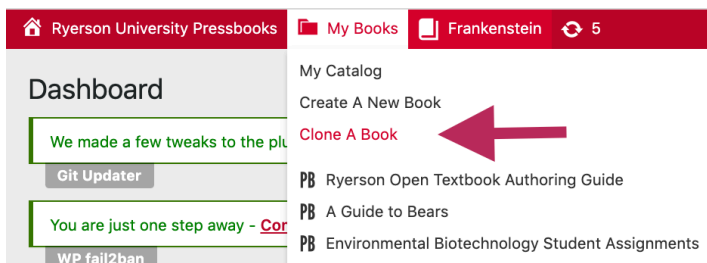 Ryerson University Pressbooks My Books Frankenstein 5
My Catalog
Dashboard
Create A New Book
Clone A Book
We made a few tweaks to the plu
Git Updater
PB Ryerson Open Textbook Authoring Guide
PB A Guide to Bears
You are just one step away - Con
PB Environmental Biotechnology Student Assignments
WP fail2ban